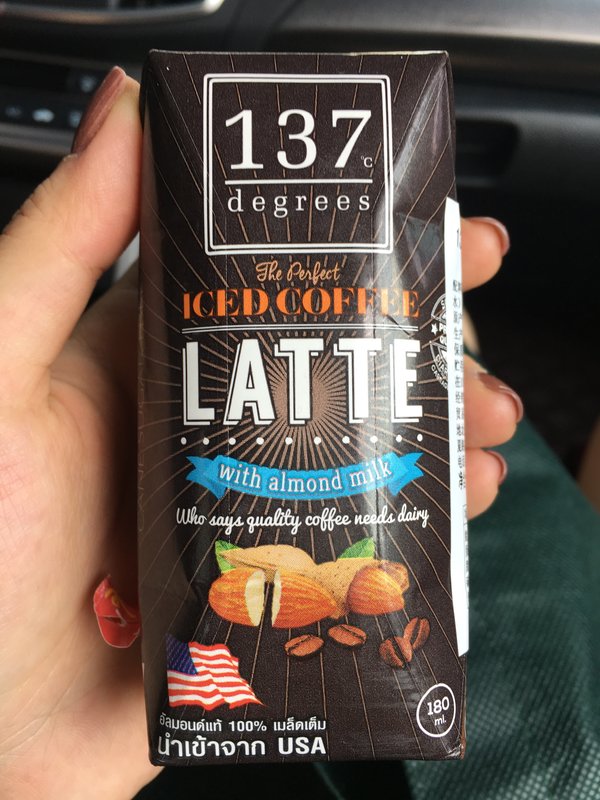 137°C
degrees
The Perfect
ICED COFFEE
LATTE
with almond milk
Who says quality coffee needs dairy
อัลมอนด์แท้ 100% เมล็ดเต็ม
นำเข้าจาก USA
180
ml.